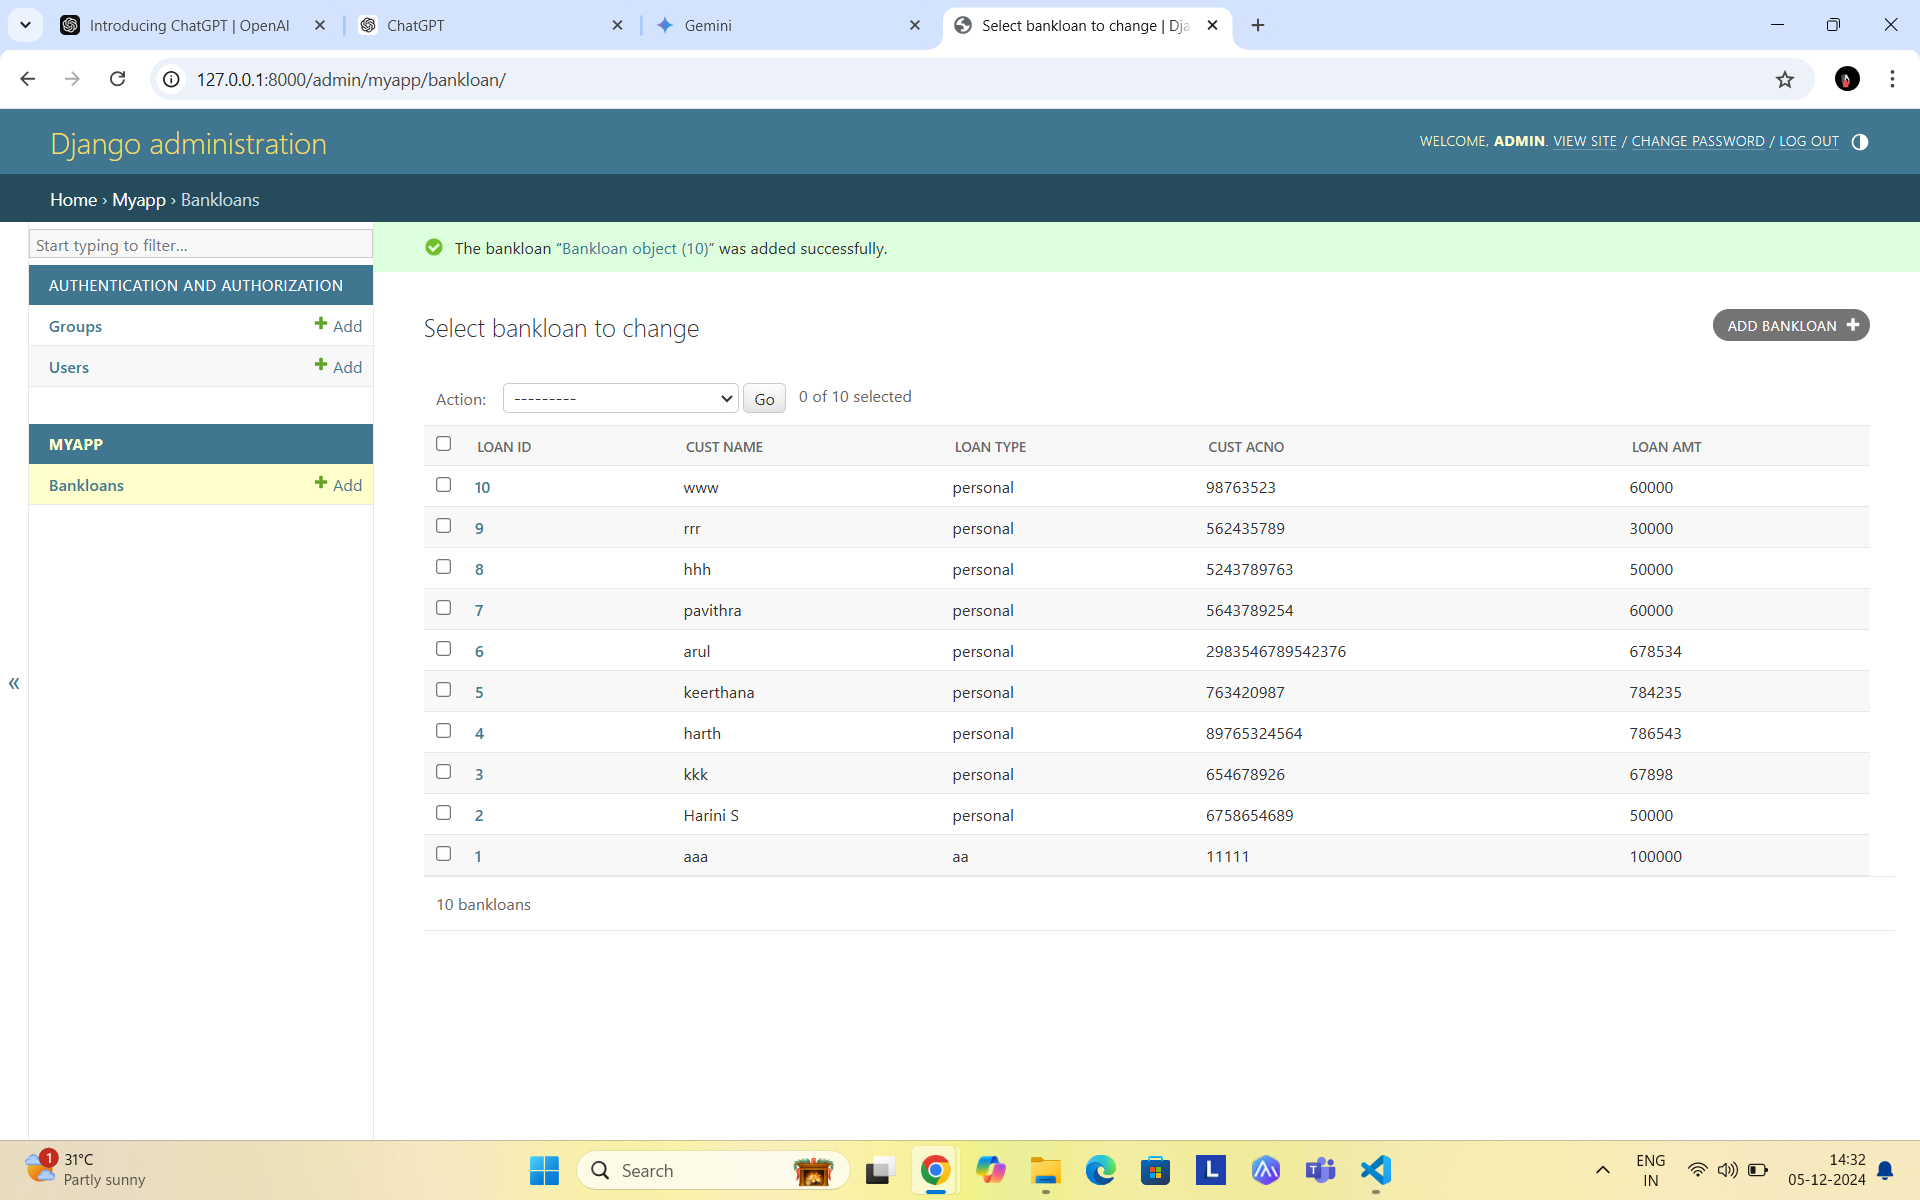 Introducing ChatGPT | OpenAI
ChatGPT
Gemini
Select bankloan to change | Dja
127.0.0.1:8000/admin/myapp/bankloan/
Django administration
WELCOME, ADMIN. VIEW SITE / CHANGE PASSWORD / LOG OUT
Home › Myapp › Bankloans
Start typing to filter...
AUTHENTICATION AND AUTHORIZATION
Groups + Add
Users + Add
MYAPP
Bankloans + Add
«
The bankloan “Bankloan object (10)” was added successfully.
Select bankloan to change
ADD BANKLOAN +
Action: --------- Go 0 of 10 selected
LOAN ID CUST NAME LOAN TYPE CUST ACNO LOAN AMT
10 www personal 98763523 60000
9 rrr personal 562435789 30000
8 hhh personal 5243789763 50000
7 pavithra personal 5643789254 60000
6 arul personal 2983546789542376 678534
5 keerthana personal 763420987 784235
4 harth personal 89765324564 786543
3 kkk personal 654678926 67898
2 Harini S personal 6758654689 50000
1 aaa aa 11111 100000
10 bankloans
1
31°C
Partly sunny
Search
L
T
ENG
IN
14:32
05-12-2024